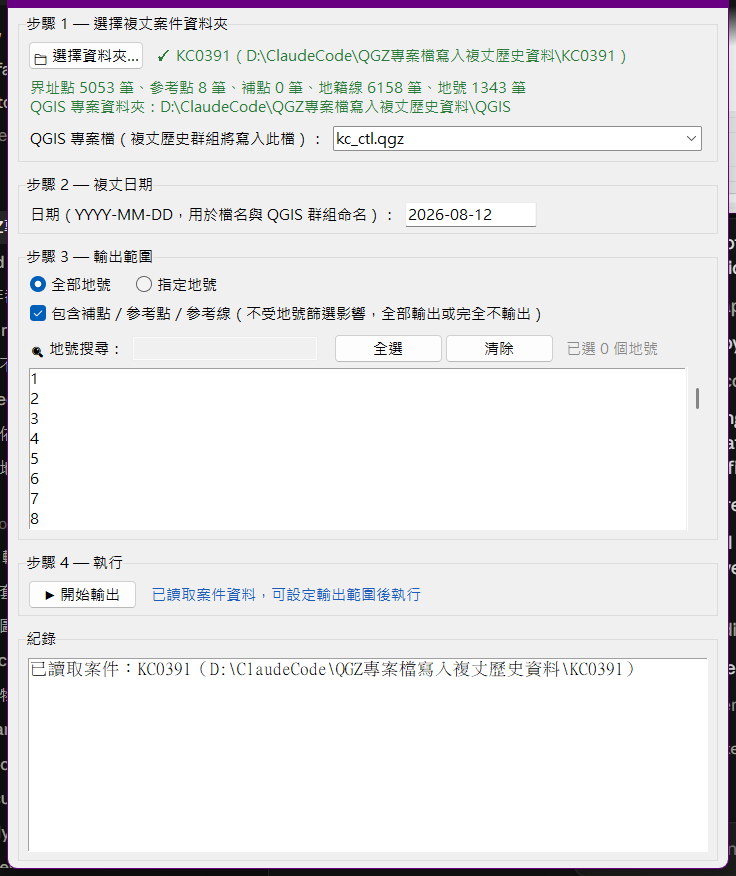 步驟 1 — 選擇複丈案件資料夾
選擇資料夾... ✓ KC0391（D:\ClaudeCode\QGZ專案檔寫入複丈歷史資料\KC0391）
界址點 5053 筆、參考點 8 筆、補點 0 筆、地籍線 6158 筆、地號 1343 筆
QGIS 專案資料夾：D:\ClaudeCode\QGZ專案檔寫入複丈歷史資料\QGIS
QGIS 專案檔（複丈歷史群組將寫入此檔）： kc_ctl.qgz
步驟 2 — 複丈日期
日期（YYYY-MM-DD，用於檔名與 QGIS 群組命名）： 2026-08-12
步驟 3 — 輸出範圍
全部地號 指定地號
包含補點 / 參考點 / 參考線（不受地號篩選影響，全部輸出或完全不輸出）
地號搜尋： 全選 清除 已選 0 個地號
1
2
3
4
5
6
7
8
步驟 4 — 執行
▶ 開始輸出 已讀取案件資料，可設定輸出範圍後執行
紀錄
已讀取案件：KC0391（D:\ClaudeCode\QGZ專案檔寫入複丈歷史資料\KC0391）